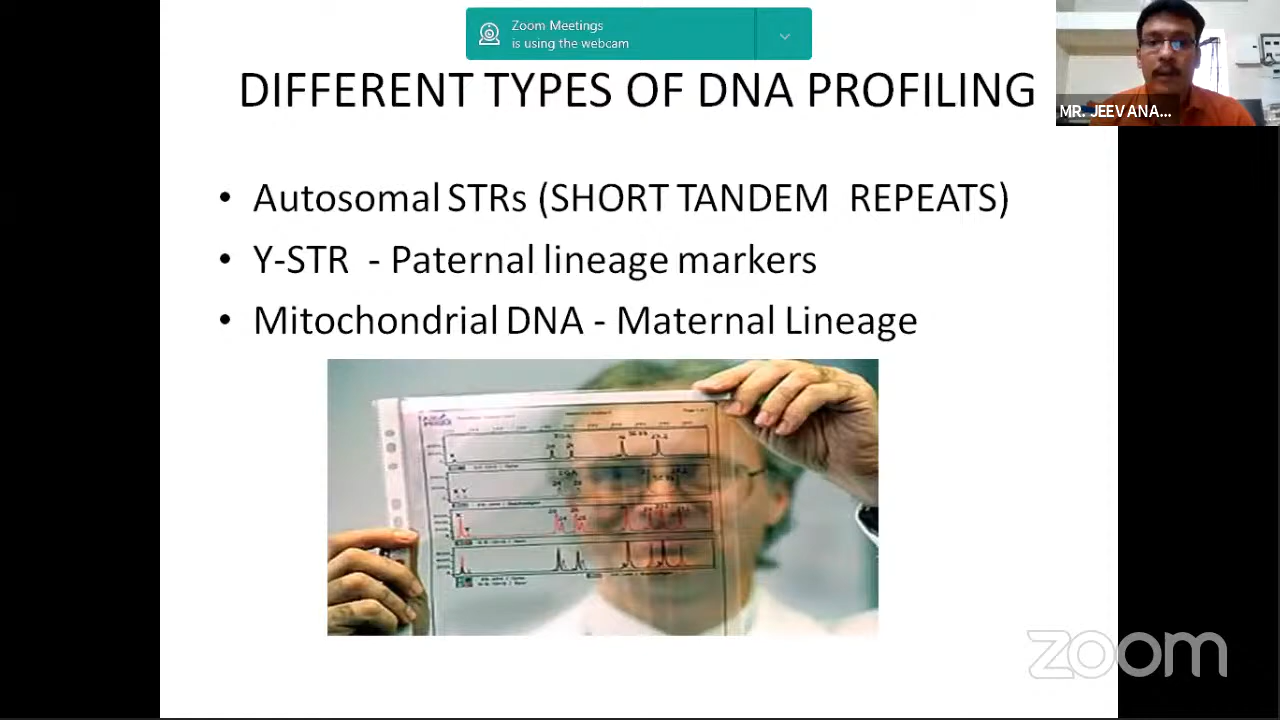 Zoom Meetings
is using the webcam
DIFFERENT TYPES OF DNA PROFILING
MR. JEEVANA...
• Autosomal STRs (SHORT TANDEM REPEATS)
• Y-STR - Paternal lineage markers
• Mitochondrial DNA - Maternal Lineage
zoom